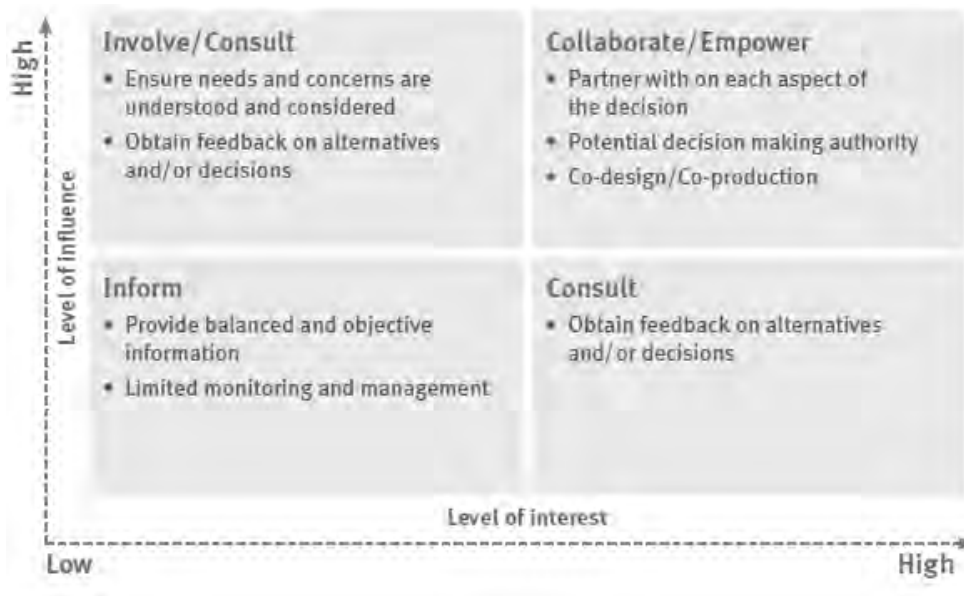 High
Level of influence
Involve/Consult
• Ensure needs and concerns are
understood and considered
• Obtain feedback on alternatives
and/or decisions
Collaborate/Empower
• Partner with on each aspect of
the decision
• Potential decision making authority
• Co-design/Co-production
Inform
• Provide balanced and objective
information
• Limited monitoring and management
Consult
• Obtain feedback on alternatives
and/or decisions
Level of interest
Low
High